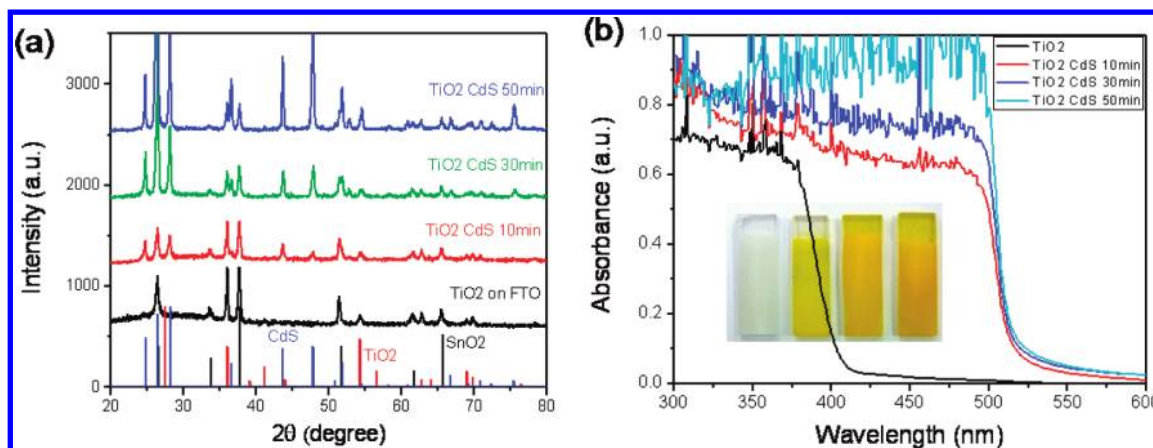 (a)
Intensity (a.u.)
3000
2000
1000
0
TiO2 CdS 50min
TiO2 CdS 30min
TiO2 CdS 10min
TiO2 on FTO
CdS
TiO2
SnO2
20 30 40 50 60 70 80
2θ (degree)
(b)
Absorbance (a.u.)
1.0
0.8
0.6
0.4
0.2
0.0
TiO2
TiO2 CdS 10min
TiO2 CdS 30min
TiO2 CdS 50min
300 350 400 450 500 550 600
Wavelength (nm)